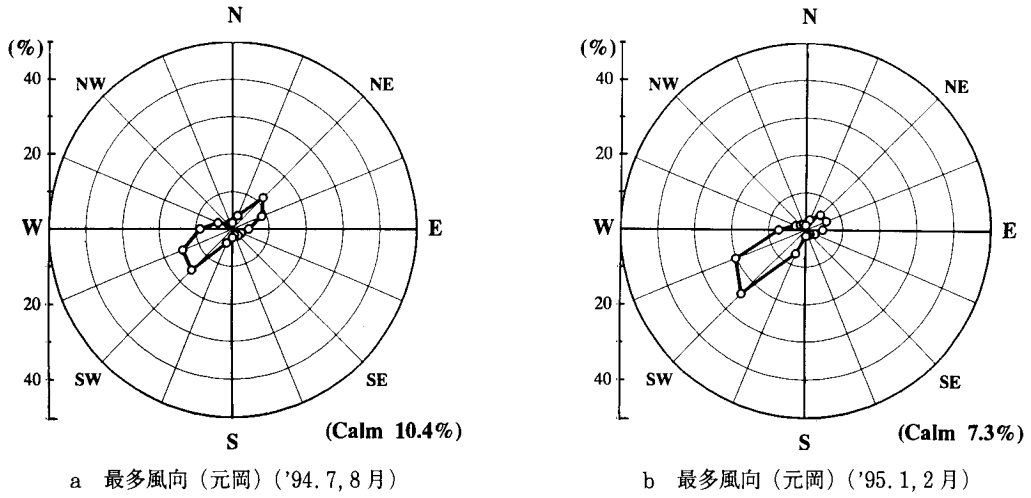 N
(%)
40
NW
NE
20
W
E
20
40
SW
SE
S
(Calm 10.4%)
a 最多風向（元岡）（'94.7,8月）
N
(%)
40
NW
NE
20
W
E
20
40
SW
SE
S
(Calm 7.3%)
b 最多風向（元岡）（'95.1,2月）